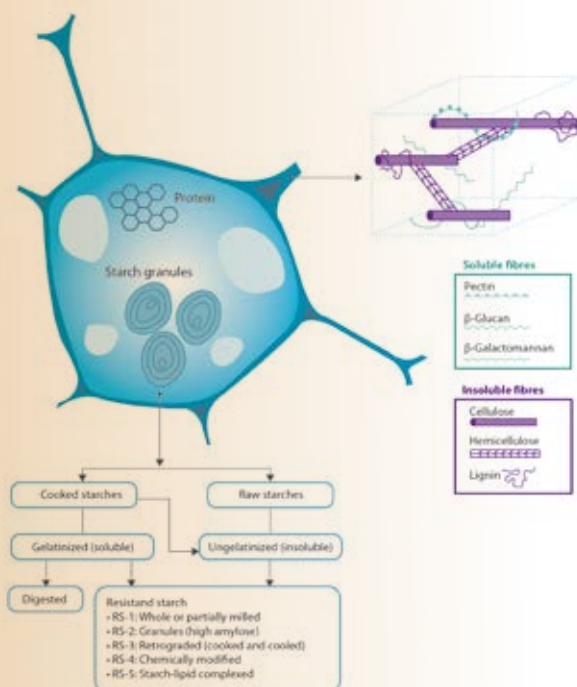 Protein
Starch granules
Soluble fibres
Pectin
β-Glucan
β-Galactomannan
Insoluble fibres
Cellulose
Hemicellulose
Lignin
Cooked starches
Raw starches
Gelatinized (soluble)
Ungelatinized (insoluble)
Digested
Resistand starch
• RS-1: Whole or partially milled
• RS-2: Granules (high amylose)
• RS-3: Retrograded (cooked and cooled)
• RS-4: Chemically modified
• RS-5: Starch-lipid complexed